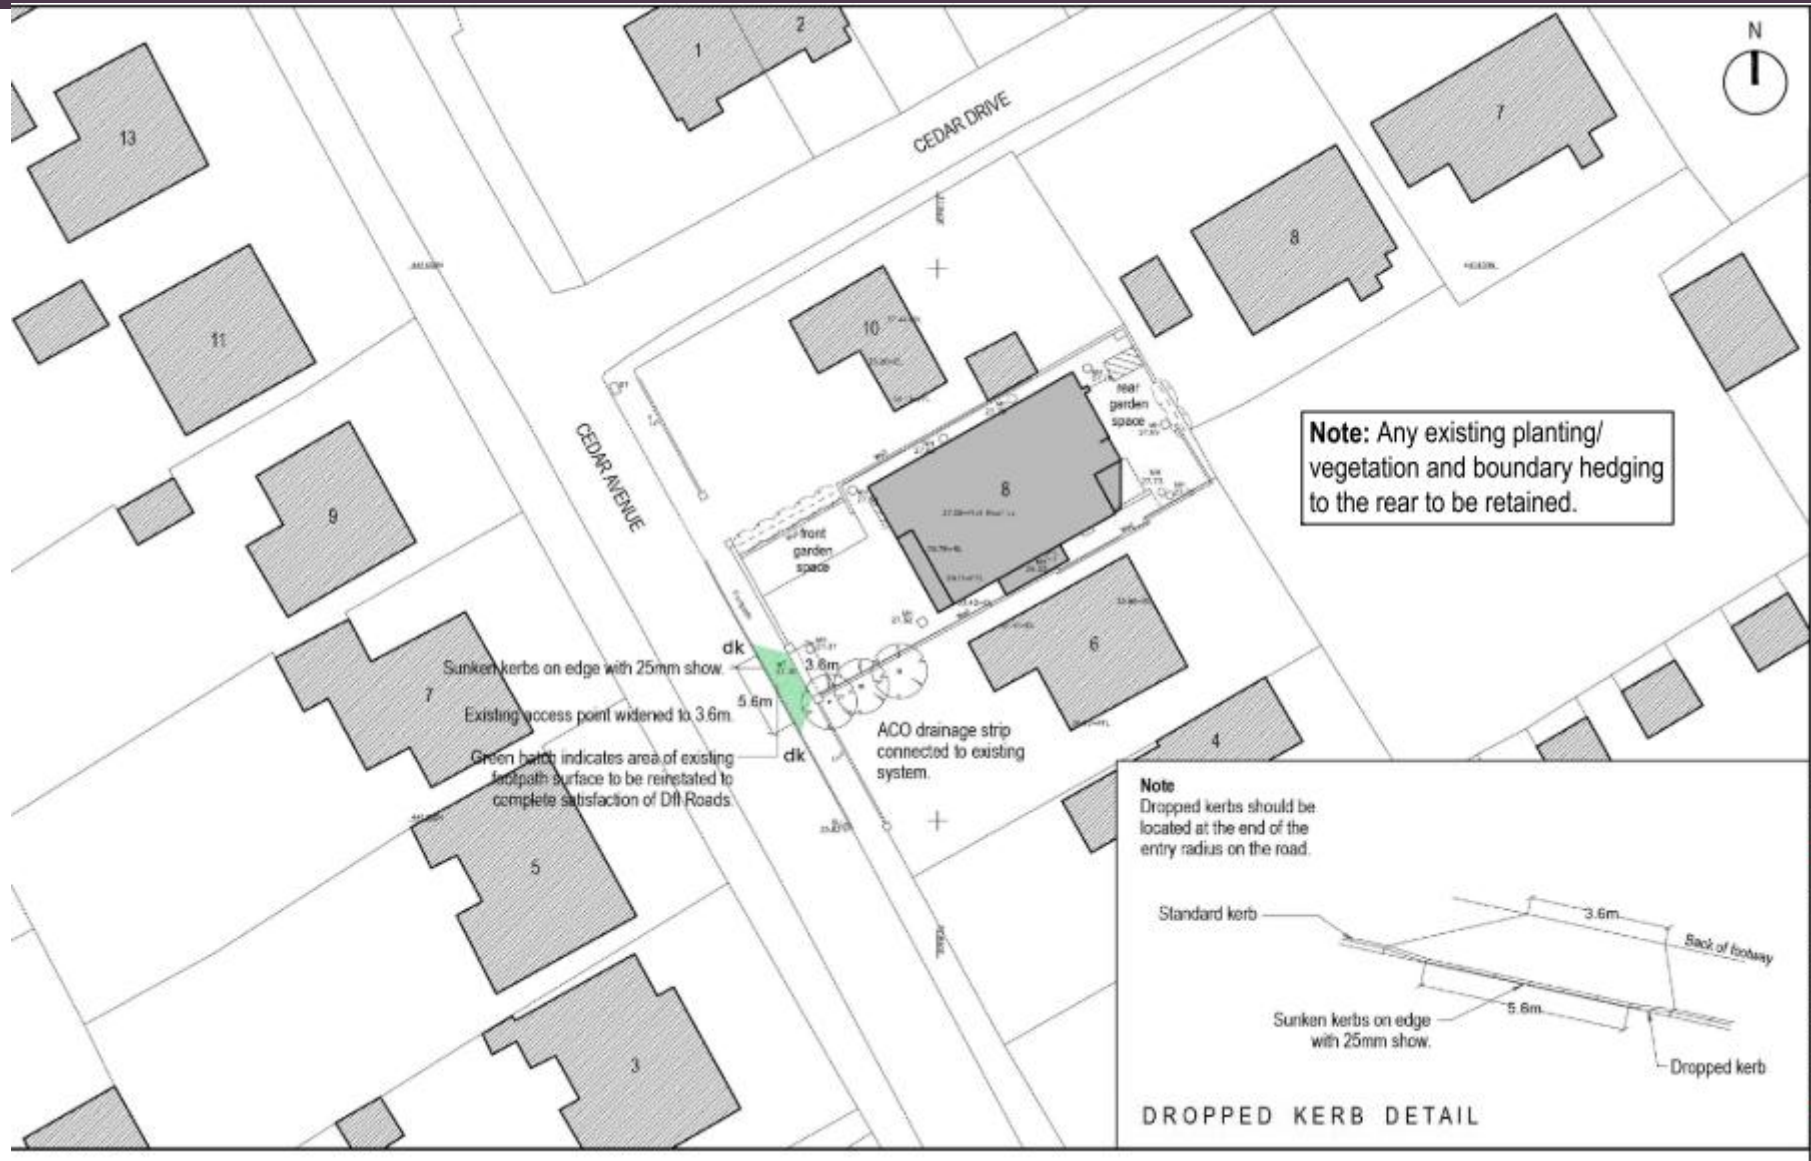 N
1
2
7
13
CEDAR DRIVE
8
10
11
rear
garden
space
CEDAR AVENUE
Note: Any existing planting/
vegetation and boundary hedging
to the rear to be retained.
8
9
front
garden
space
Footpath
dk
6
Sunken kerbs on edge with 25mm show.
3.6m
5.6m
7
Existing access point widened to 3.6m.
ACO drainage strip
connected to existing
system.
4
dk
Green hatch indicates area of existing
footpath surface to be reinstated to
complete satisfaction of DfI Roads.
5
3
Note
Dropped kerbs should be
located at the end of the
entry radius on the road.
Standard kerb
3.6m
Back of footway
5.6m
Sunken kerbs on edge
with 25mm show.
Dropped kerb
DROPPED KERB DETAIL